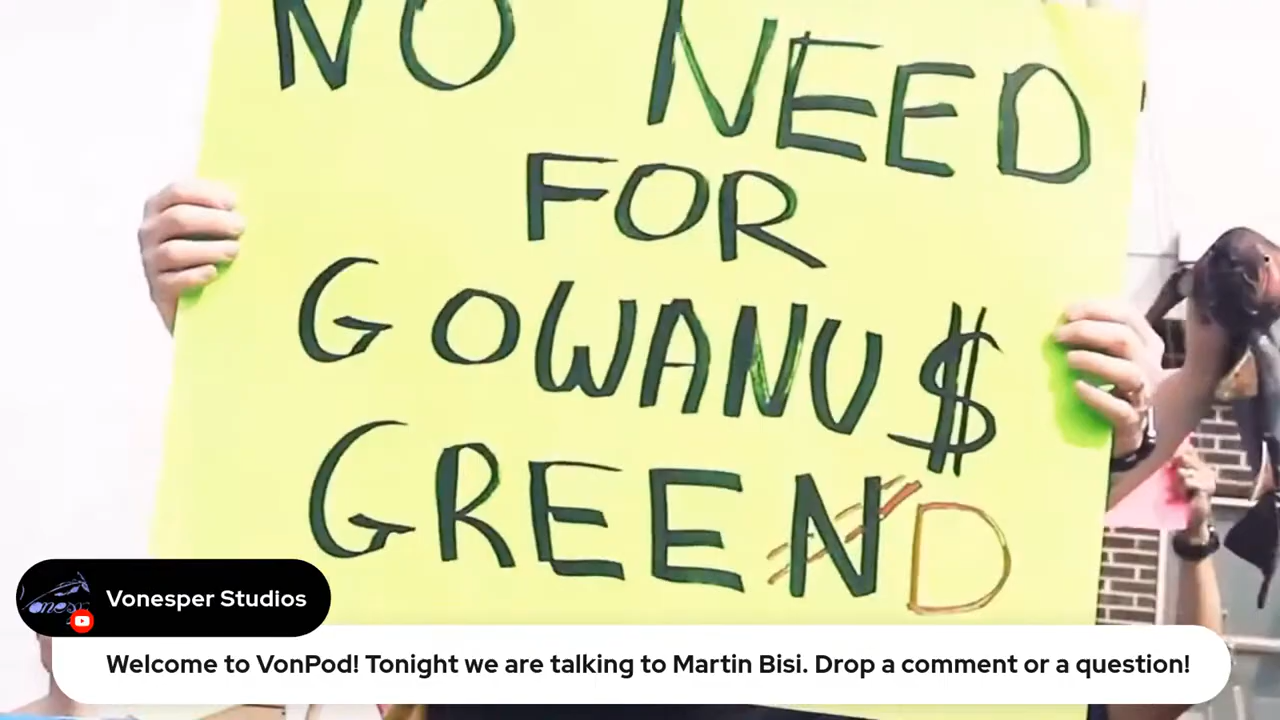 NO NEED
FOR
GOWANU$
GREEND
Vonesper Studios
Welcome to VonPod! Tonight we are talking to Martin Bisi. Drop a comment or a question!